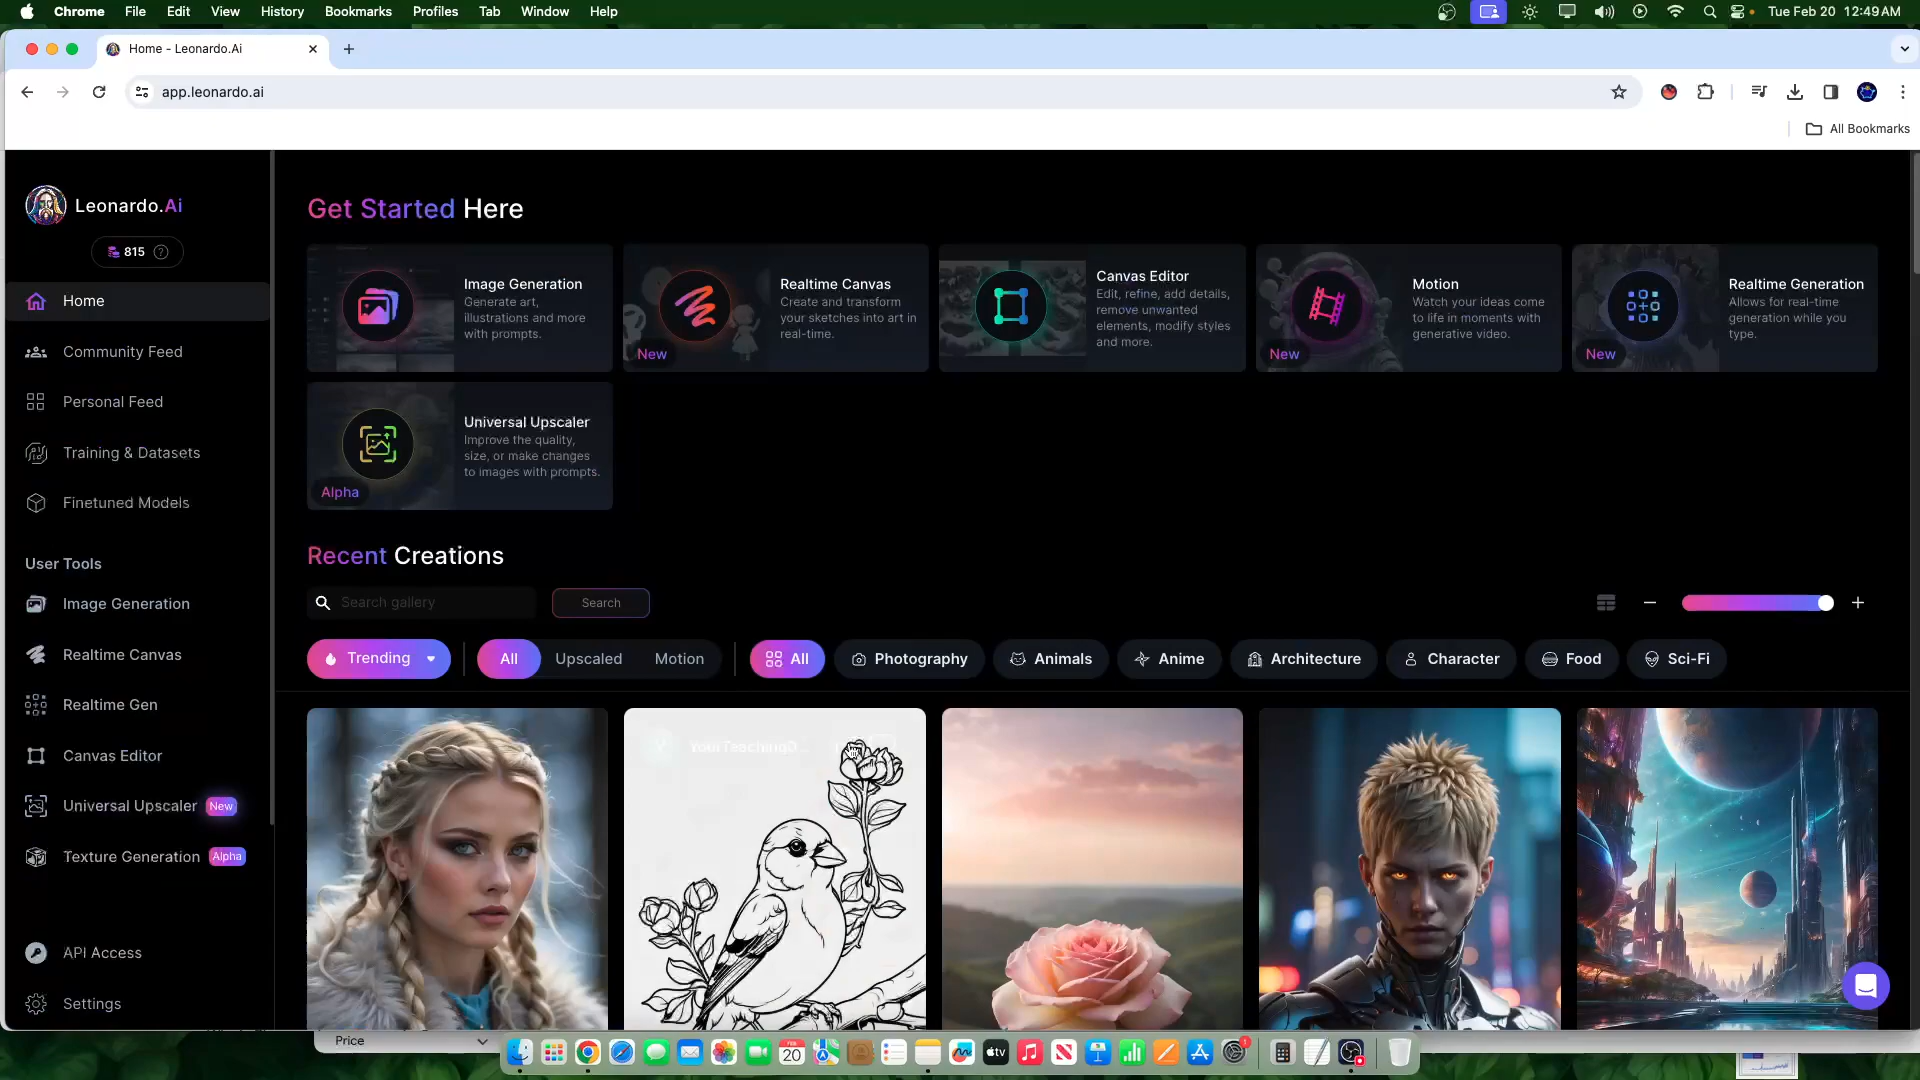 Chrome File Edit View History Bookmarks Profiles Tab Window Help
Tue Feb 20 12:49 AM
Home - Leonardo.Ai
app.leonardo.ai
All Bookmarks
Leonardo.Ai
815
Home
Community Feed
Personal Feed
Training & Datasets
Finetuned Models
User Tools
Image Generation
Realtime Canvas
Realtime Gen
Canvas Editor
Universal Upscaler New
Texture Generation Alpha
API Access
Settings
Get Started Here
Image Generation
Generate art,
illustrations and more
with prompts.
Realtime Canvas
Create and transform
your sketches into art in
real-time.
New
Canvas Editor
Edit, refine, add details,
remove unwanted
elements, modify styles
and more.
Motion
Watch your ideas come
to life in moments with
generative video.
New
Realtime Generation
Allows for real-time
generation while you
type.
New
Universal Upscaler
Improve the quality,
size, or make changes
to images with prompts.
Alpha
Recent Creations
Search gallery
Search
Trending All Upscaled Motion All Photography Animals Anime Architecture Character Food Sci-Fi
Price
FEB
20
tv
1